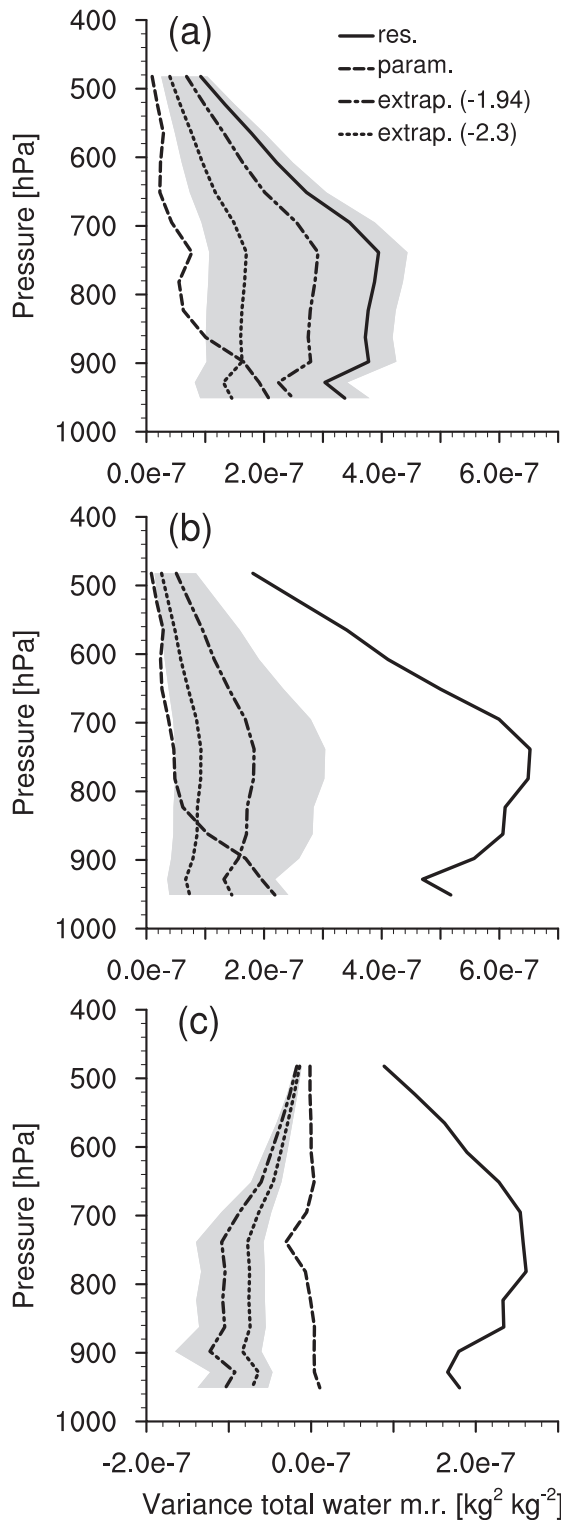 (a)
res.
param.
extrap. (-1.94)
extrap. (-2.3)
400
500
600
700
800
900
1000
Pressure [hPa]
0.0e-7 2.0e-7 4.0e-7 6.0e-7
(b)
400
500
600
700
800
900
1000
Pressure [hPa]
0.0e-7 2.0e-7 4.0e-7 6.0e-7
(c)
400
500
600
700
800
900
1000
Pressure [hPa]
-2.0e-7 0.0e-7 2.0e-7
Variance total water m.r. [kg² kg⁻²]